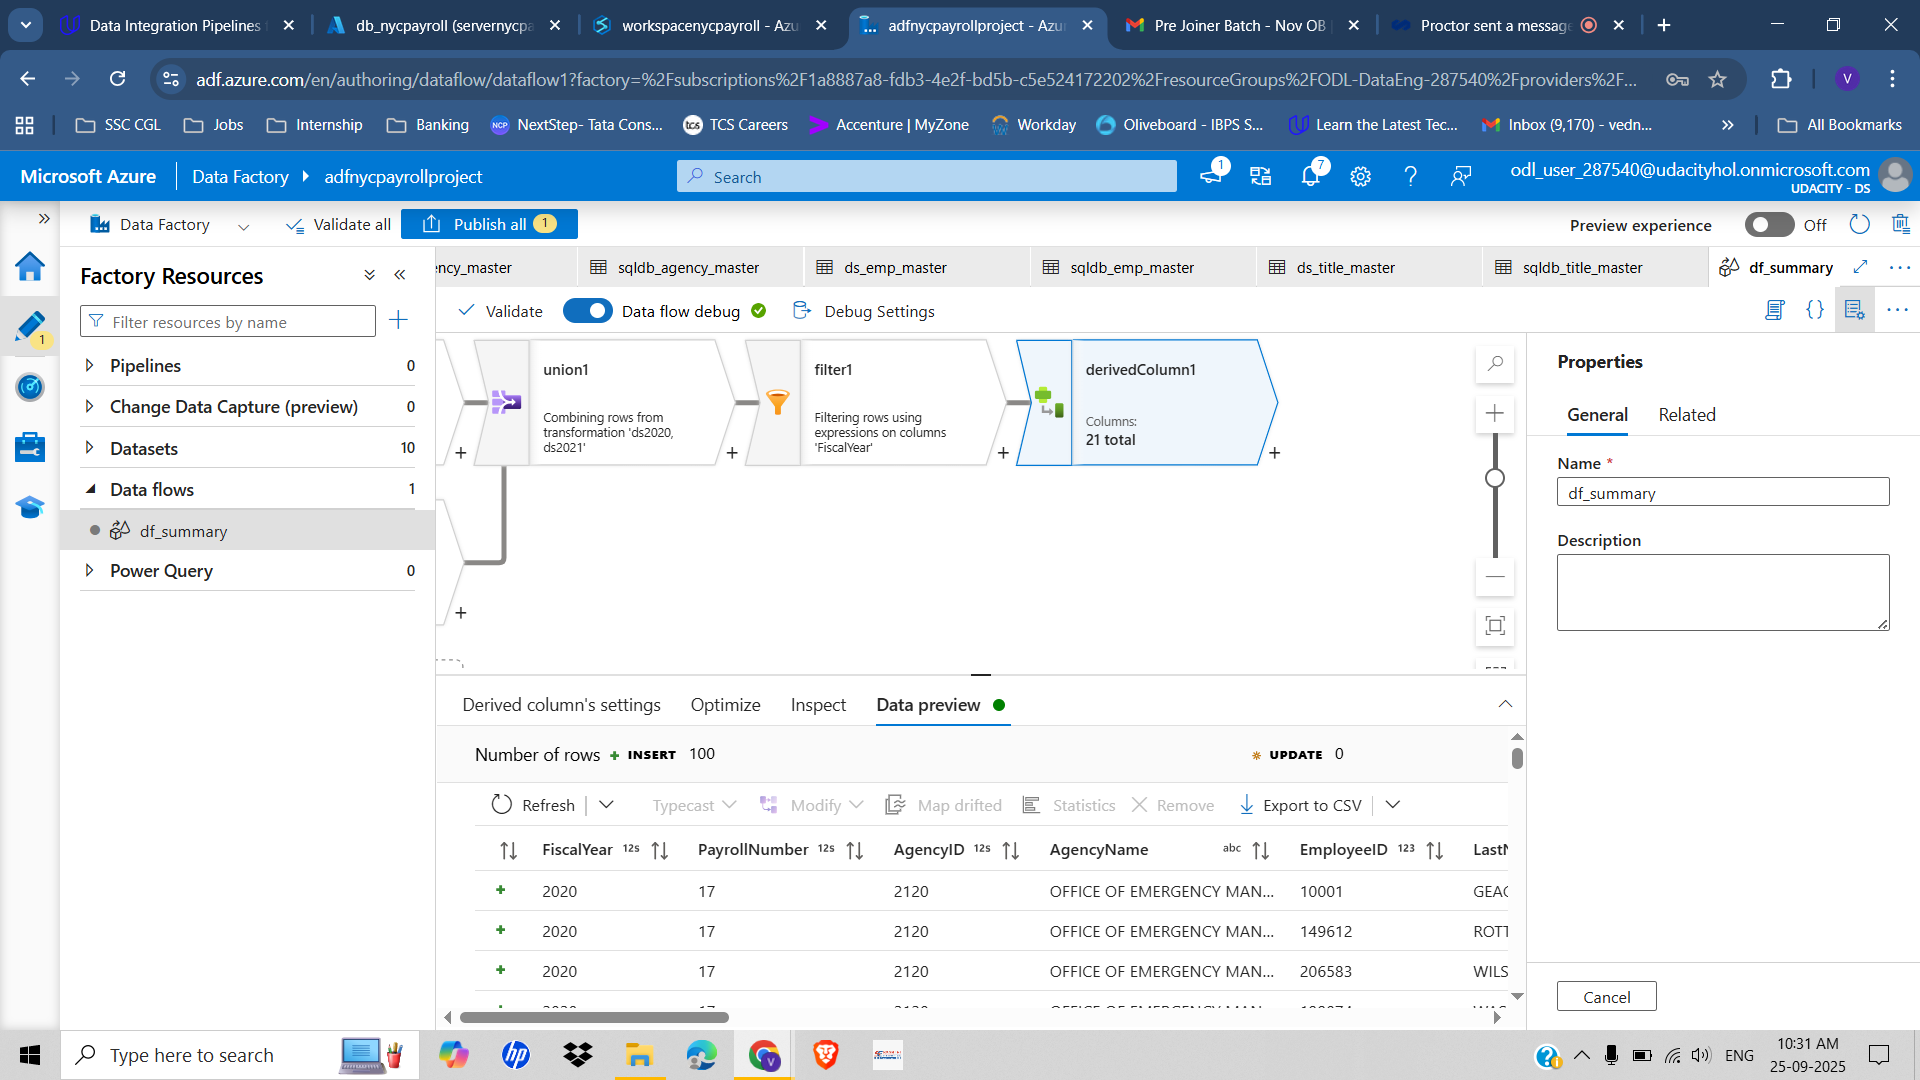 Data Integration Pipelines
db_nycpayroll (servernycpa
workspacenycpayroll - Azu
adfnycpayrollproject - Azu
Pre Joiner Batch - Nov OB
Proctor sent a message
adf.azure.com/en/authoring/dataflow/dataflow1?factory=%2Fsubscriptions%2F1a8887a8-fdb3-4e2f-bd5b-c5e524172202%2FresourceGroups%2FODL-DataEng-287540%2Fproviders%2F...
V
SSC CGL
Jobs
Internship
Banking
NextStep- Tata Cons...
TCS Careers
Accenture | MyZone
Workday
Oliveboard - IBPS S...
Learn the Latest Tec...
Inbox (9,170) - vedn...
All Bookmarks
Microsoft Azure
Data Factory
adfnycpayrollproject
Search
1
7
odl_user_287540@udacityhol.onmicrosoft.com
UDACITY - DS
Data Factory
Validate all
Publish all 1
Preview experience
Off
Factory Resources
ency_master
sqldb_agency_master
ds_emp_master
sqldb_emp_master
ds_title_master
sqldb_title_master
df_summary
Filter resources by name
1
Validate
Data flow debug
Debug Settings
Pipelines 0
Change Data Capture (preview) 0
Datasets 10
Data flows 1
df_summary
Power Query 0
union1
Combining rows from
transformation 'ds2020,
ds2021'
filter1
Filtering rows using
expressions on columns
'FiscalYear'
derivedColumn1
Columns:
21 total
Properties
General
Related
Name *
df_summary
Description
Cancel
Derived column's settings
Optimize
Inspect
Data preview
Number of rows + INSERT 100
UPDATE 0
Refresh
Typecast
Modify
Map drifted
Statistics
Remove
Export to CSV
FiscalYear 12s PayrollNumber 12s AgencyID 12s AgencyName abc EmployeeID 123 LastN
2020 17 2120 OFFICE OF EMERGENCY MAN... 10001 GEAG
2020 17 2120 OFFICE OF EMERGENCY MAN... 149612 ROTT
2020 17 2120 OFFICE OF EMERGENCY MAN... 206583 WILS
Type here to search
ENG
10:31 AM
25-09-2025